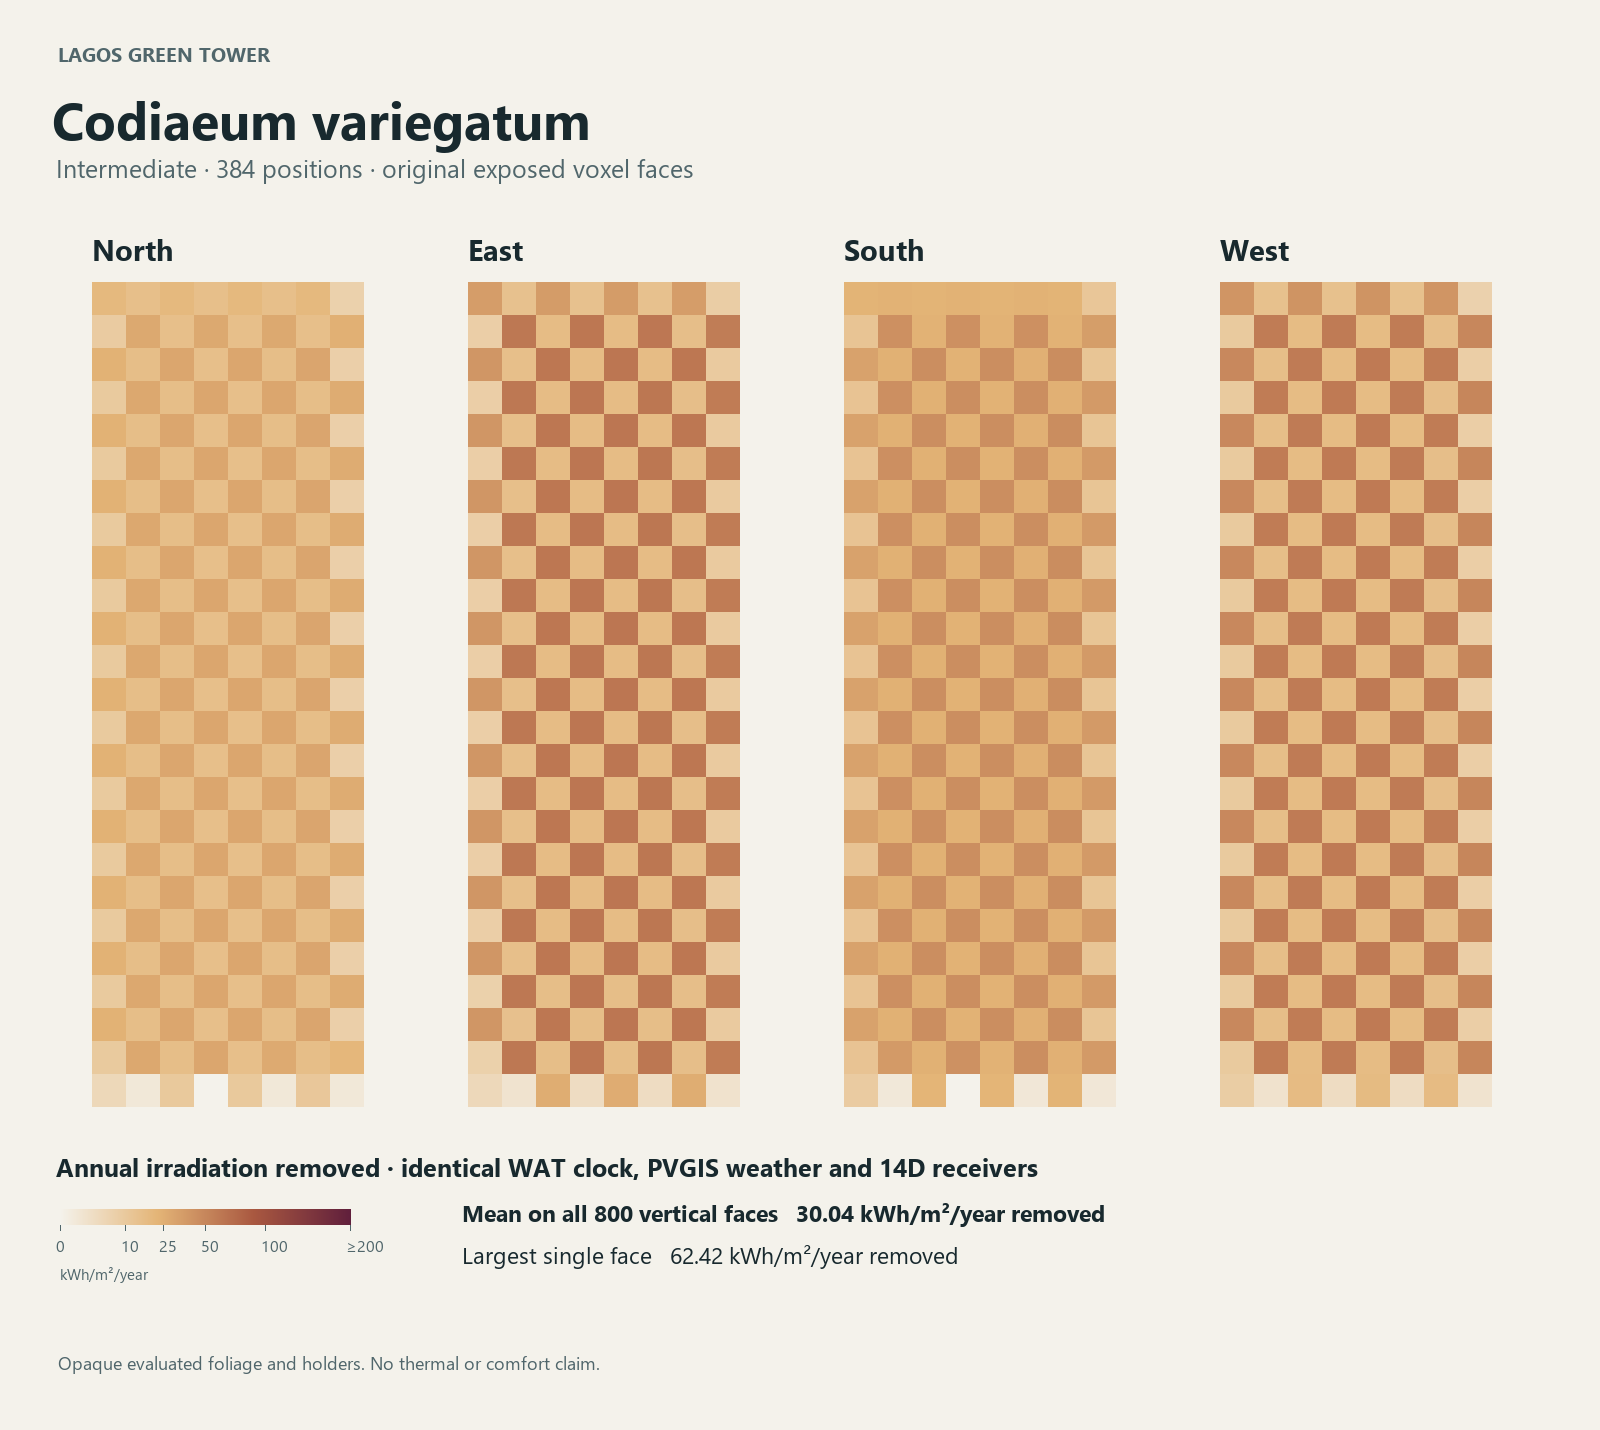 LAGOS GREEN TOWER
Codiaeum variegatum
Intermediate · 384 positions · original exposed voxel faces
North East South West
Annual irradiation removed · identical WAT clock, PVGIS weather and 14D receivers
Mean on all 800 vertical faces 30.04 kWh/m²/year removed
0 10 25 50 100 ≥200
Largest single face 62.42 kWh/m²/year removed
kWh/m²/year
Opaque evaluated foliage and holders. No thermal or comfort claim.